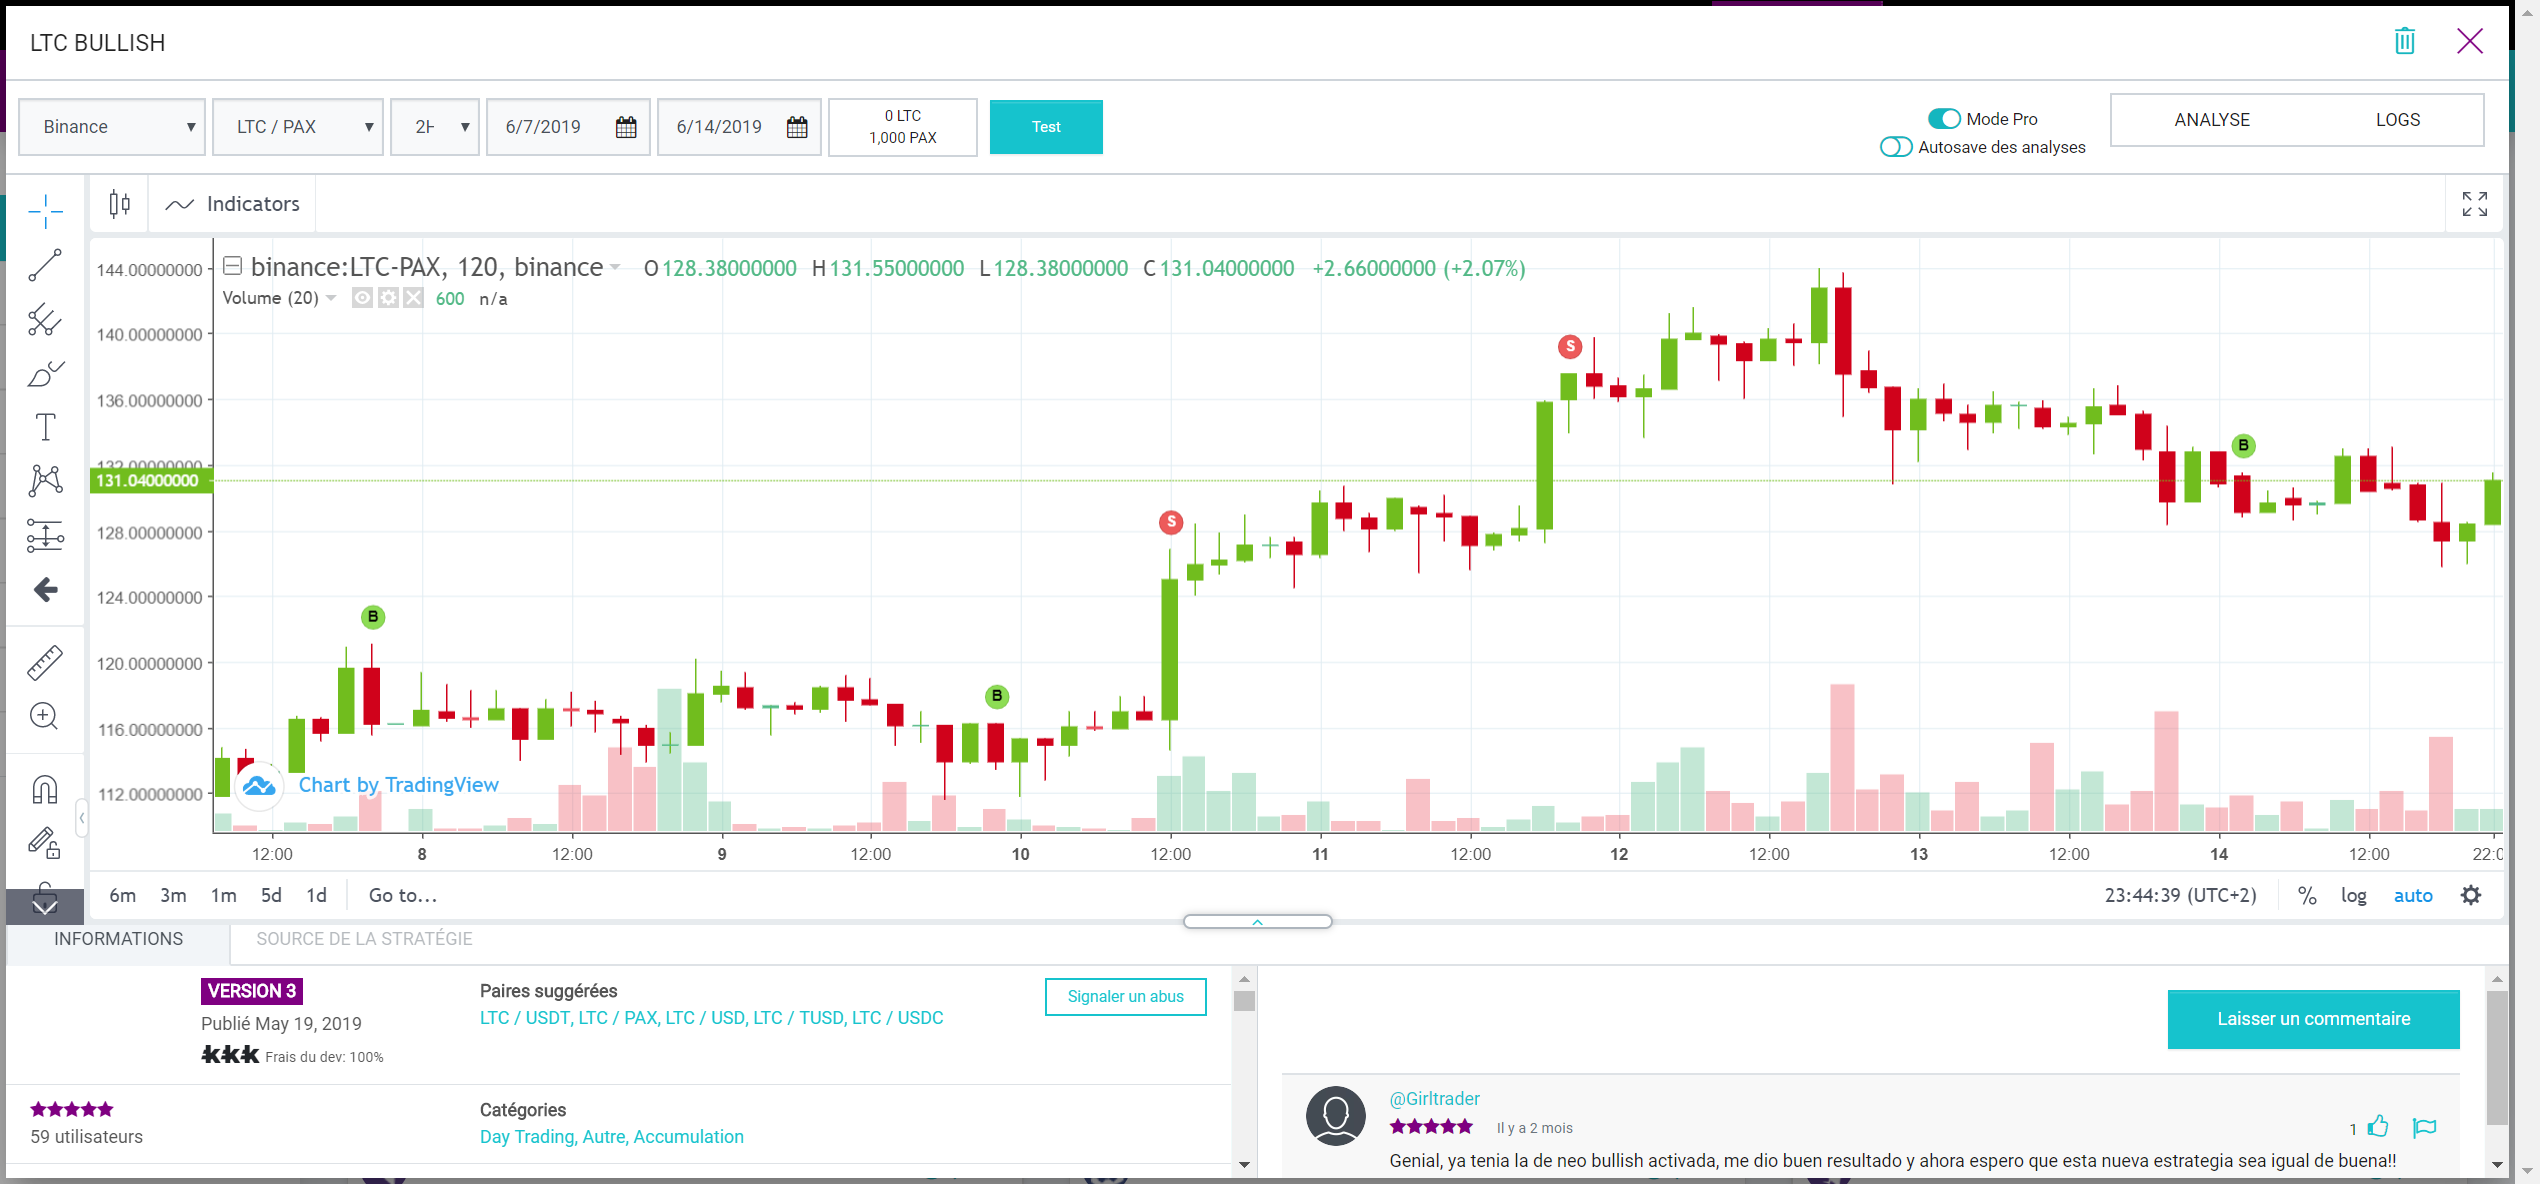 LTC BULLISH
Binance
LTC / PAX
2H
6/7/2019
6/14/2019
0 LTC
1,000 PAX
Test
Mode Pro
Autosave des analyses
ANALYSE
LOGS
Indicators
binance:LTC-PAX, 120, binance O128.38000000 H131.55000000 L128.38000000 C131.04000000 +2.66000000 (+2.07%)
Volume (20) 600 n/a
144.00000000
140.00000000
136.00000000
132.00000000
131.04000000
128.00000000
124.00000000
120.00000000
116.00000000
112.00000000
B
B
S
S
B
Chart by TradingView
12:00 8 12:00 9 12:00 10 12:00 11 12:00 12 12:00 13 12:00 14 12:00 22:0
6m 3m 1m 5d 1d Go to...
23:44:39 (UTC+2) % log auto
INFORMATIONS
SOURCE DE LA STRATÉGIE
VERSION 3
Publié May 19, 2019
Frais du dev: 100%
Paires suggérées
LTC / USDT, LTC / PAX, LTC / USD, LTC / TUSD, LTC / USDC
Signaler un abus
59 utilisateurs
Catégories
Day Trading, Autre, Accumulation
Laisser un commentaire
@Girltrader
Il y a 2 mois
1
Genial, ya tenia la de neo bullish activada, me dio buen resultado y ahora espero que esta nueva estrategia sea igual de buena!!